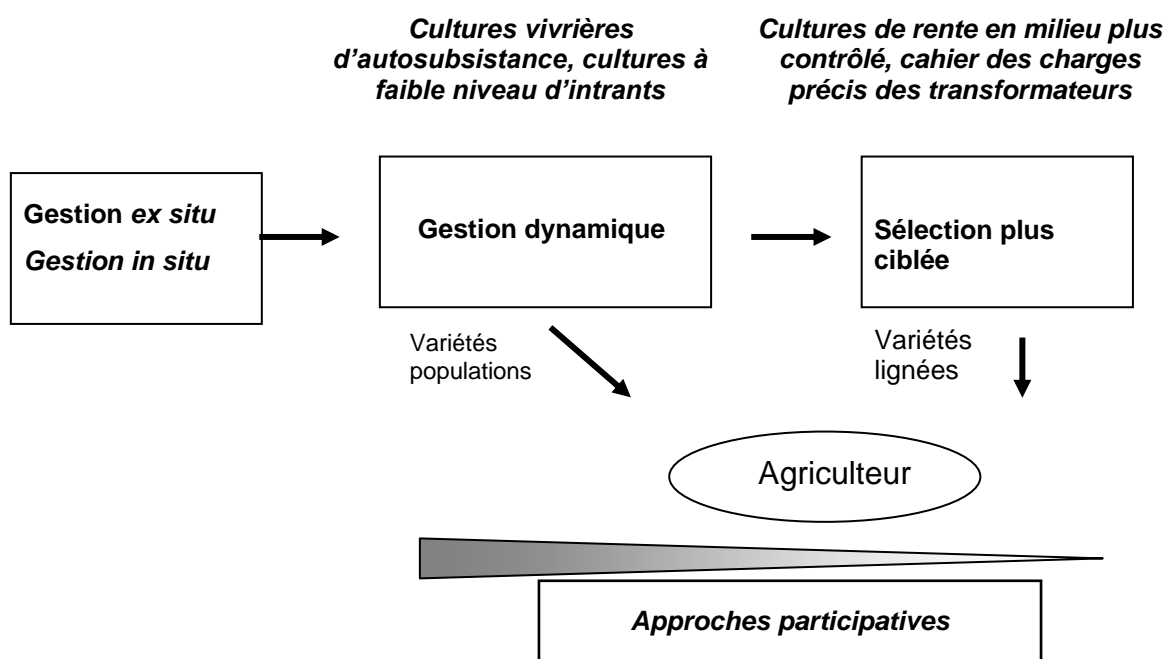 Cultures vivrières
d’autosubsistance, cultures à
faible niveau d’intrants
Cultures de rente en milieu plus
contrôlé, cahier des charges
précis des transformateurs
Gestion ex situ
Gestion in situ
Gestion dynamique
Sélection plus
ciblée
Variétés
populations
Variétés
lignées
Agriculteur
Approches participatives